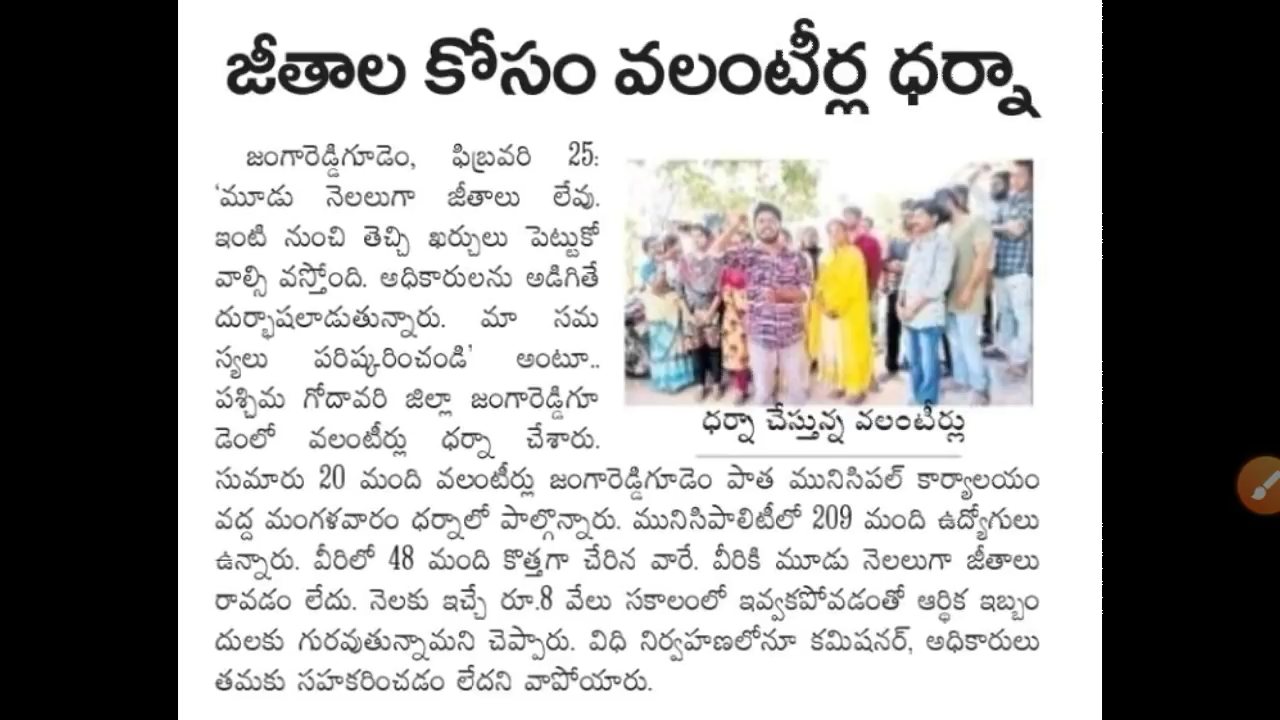 జీతాల కోసం వలంటీర్ల ధర్నా
జంగారెడ్డిగూడెం, ఫిబ్రవరి 25:
‘మూడు నెలలుగా జీతాలు లేవు.
ఇంటి నుంచి తెచ్చి ఖర్చులు పెట్టుకో
వాల్సి వస్తోంది. అధికారులను అడిగితే
దుర్భాషలాడుతున్నారు. మా సమ
స్యలు పరిష్కరించండి’ అంటూ..
పశ్చిమ గోదావరి జిల్లా జంగారెడ్డిగూ
డెంలో వలంటీర్లు ధర్నా చేశారు.
ధర్నా చేస్తున్న వలంటీర్లు
సుమారు 20 మంది వలంటీర్లు జంగారెడ్డిగూడెం పాత మునిసిపల్ కార్యాలయం
వద్ద మంగళవారం ధర్నాలో పాల్గొన్నారు. మునిసిపాలిటీలో 209 మంది ఉద్యోగులు
ఉన్నారు. వీరిలో 48 మంది కొత్తగా చేరిన వారే. వీరికి మూడు నెలలుగా జీతాలు
రావడం లేదు. నెలకు ఇచ్చే రూ.8 వేలు సకాలంలో ఇవ్వకపోవడంతో ఆర్థిక ఇబ్బం
దులకు గురవుతున్నామని చెప్పారు. విధి నిర్వహణలోనూ కమిషనర్, అధికారులు
తమకు సహకరించడం లేదని వాపోయారు.